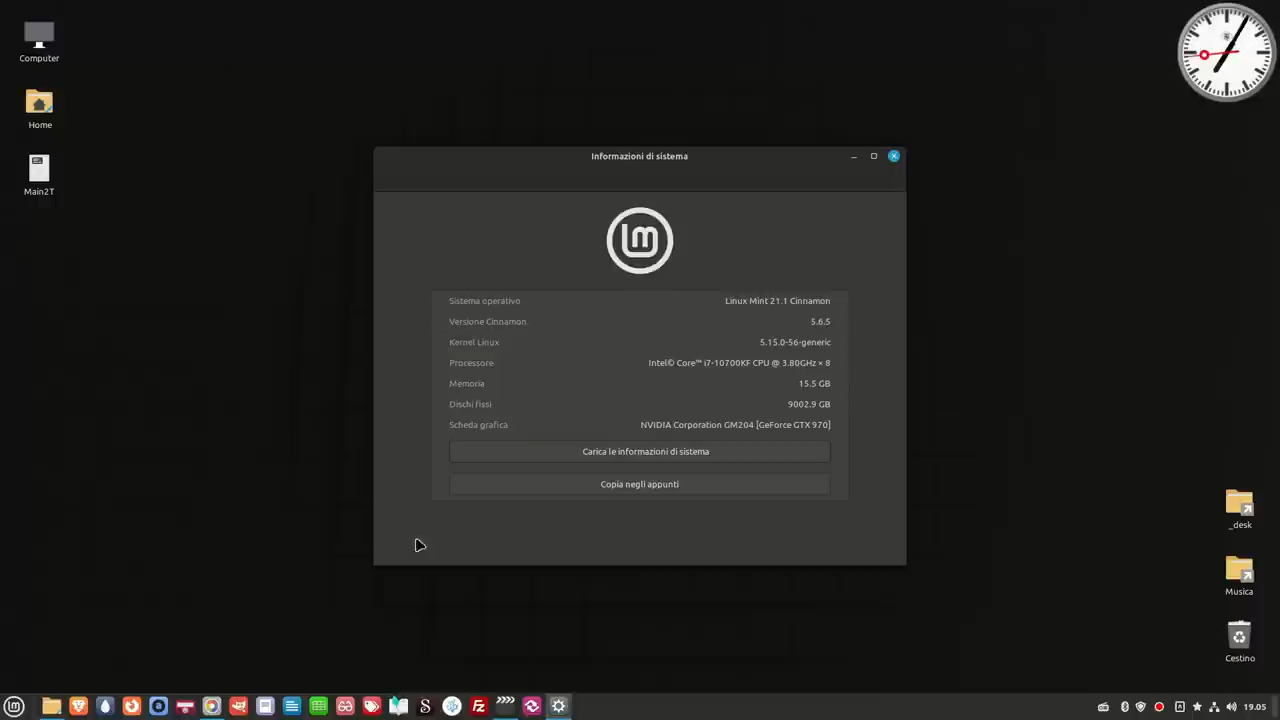 Computer
Home
Main2T
Informazioni di sistema
Sistema operativo Linux Mint 21.1 Cinnamon
Versione Cinnamon 5.6.5
Kernel Linux 5.15.0-56-generic
Processore Intel© Core™ i7-10700KF CPU @ 3.80GHz × 8
Memoria 15.5 GB
Dischi fissi 9002.9 GB
Scheda grafica NVIDIA Corporation GM204 [GeForce GTX 970]
Carica le informazioni di sistema
Copia negli appunti
_desk
Musica
Cestino
19.05